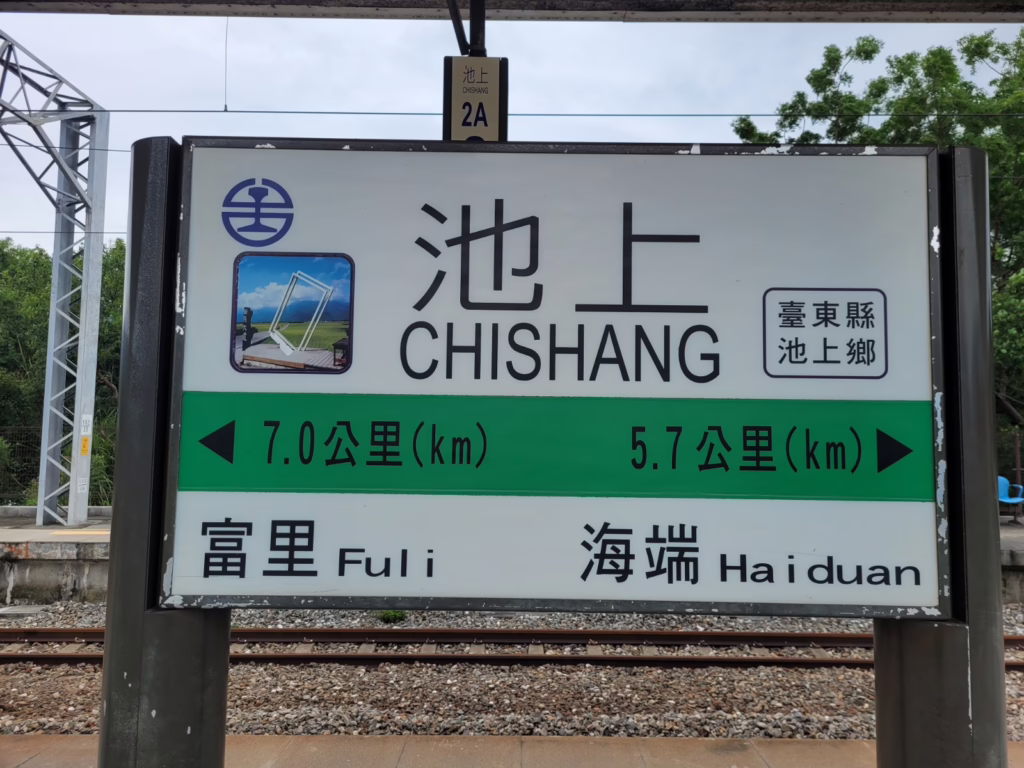 池上
CHISHANG
2A
池上
CHISHANG
臺東縣
池上鄉
7.0公里(km)
5.7公里(km)
富里 Fuli
海端 Haiduan